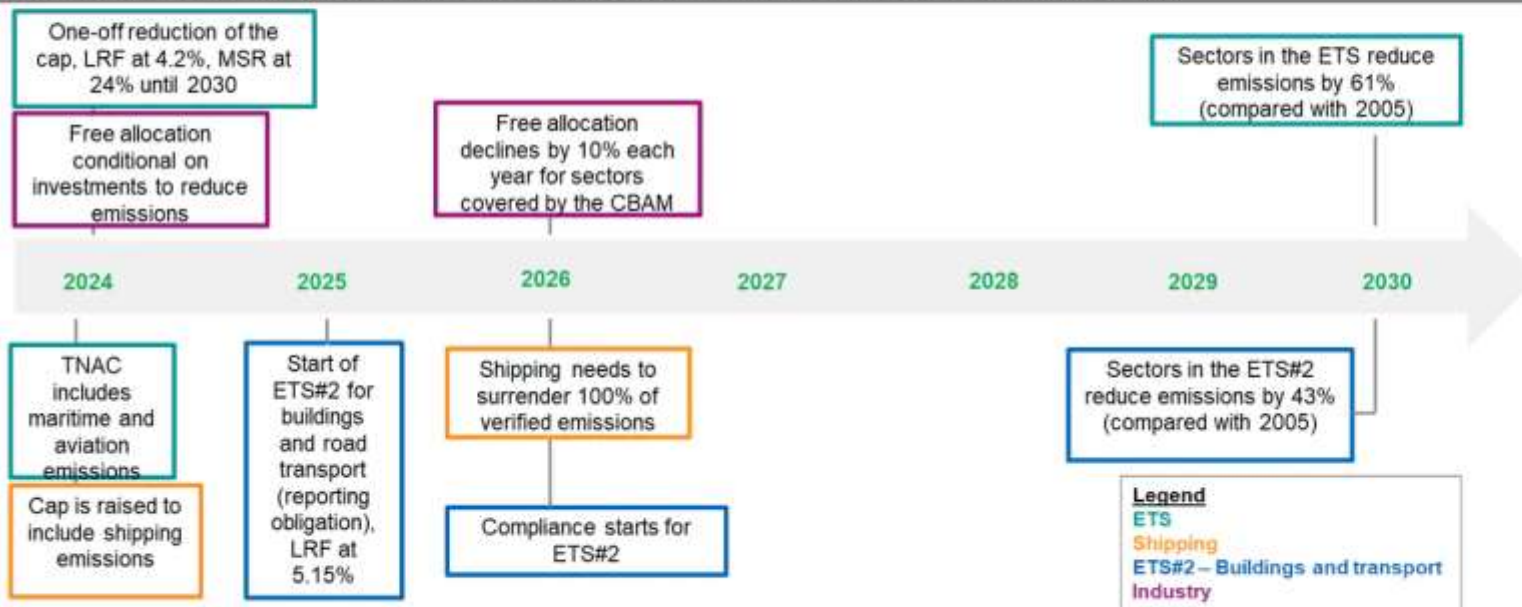 One-off reduction of the
cap, LRF at 4.2%, MSR at
24% until 2030
Free allocation
conditional on
investments to reduce
emissions
Free allocation
declines by 10% each
year for sectors
covered by the CBAM
Sectors in the ETS reduce
emissions by 61%
(compared with 2005)
2024
2025
2026
2027
2028
2029
2030
TNAC
includes
maritime and
aviation
emissions
Cap is raised to
include shipping
emissions
Start of
ETS#2 for
buildings
and road
transport
(reporting
obligation),
LRF at
5.15%
Shipping needs to
surrender 100% of
verified emissions
Compliance starts for
ETS#2
Sectors in the ETS#2
reduce emissions by 43%
(compared with 2005)
Legend
ETS
Shipping
ETS#2 – Buildings and transport
Industry